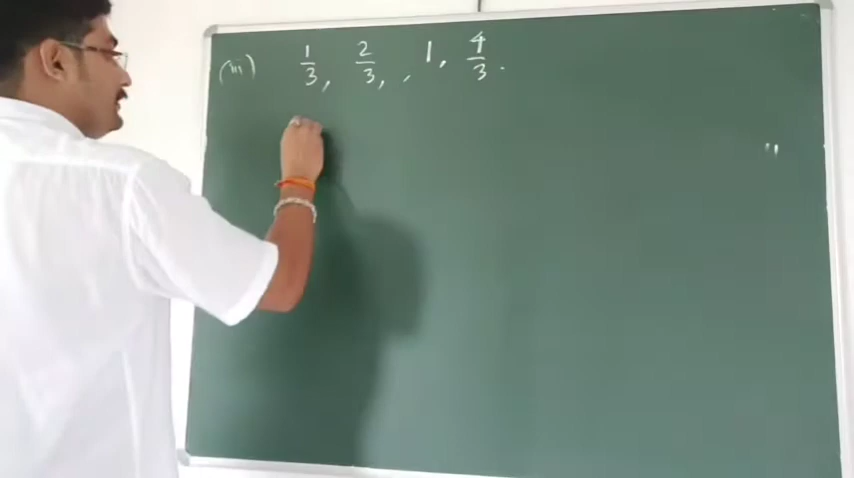 (iii) 1/3, 2/3, , 1, 4/3.
"